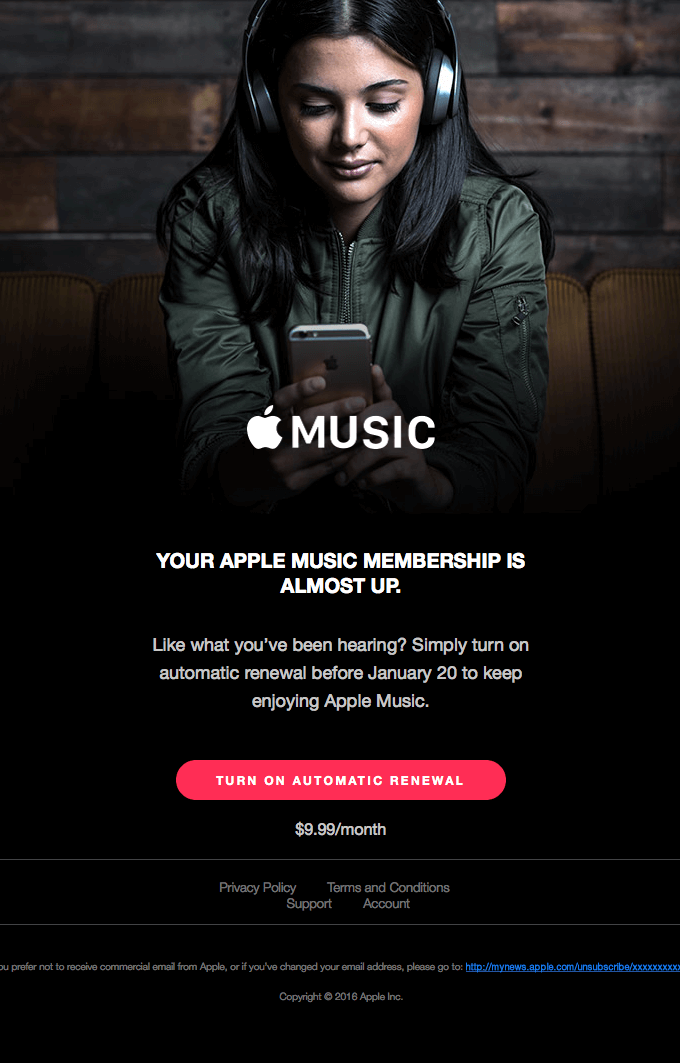 MUSIC
YOUR APPLE MUSIC MEMBERSHIP IS
ALMOST UP.
Like what you’ve been hearing? Simply turn on
automatic renewal before January 20 to keep
enjoying Apple Music.
TURN ON AUTOMATIC RENEWAL
$9.99/month
Privacy Policy Terms and Conditions
Support Account
prefer not to receive commercial email from Apple, or if you've changed your email address, please go to: http://mynews.apple.com/unsubscribe/xxxxxxxxxx
Copyright © 2016 Apple Inc.